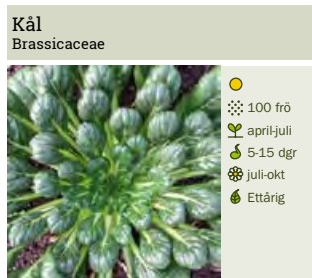 Kål
Brassicaceae
100 frö
april-juli
5-15 dgr
juli-okt
Ettårig